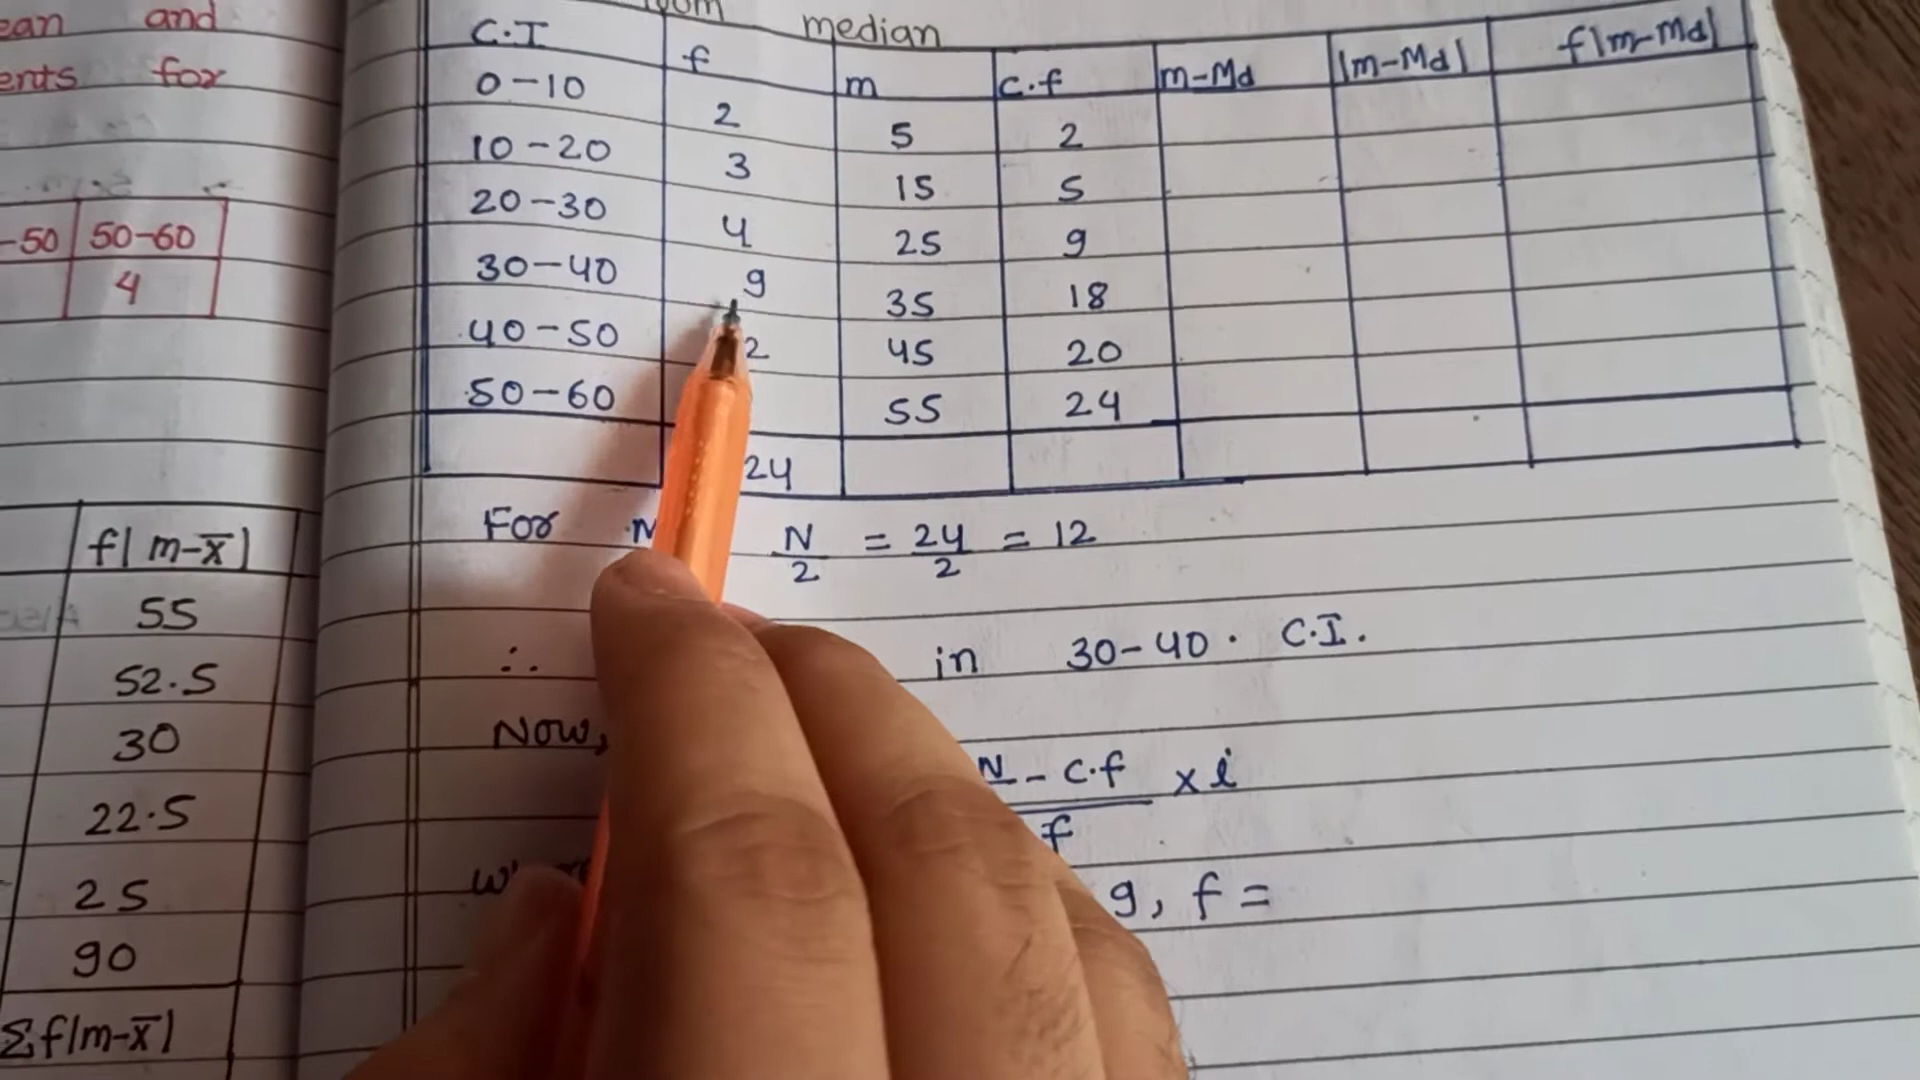 ean and
ents for
-50 50-60
4
f| m-x̄|
55
52.5
30
22.5
25
90
Σf|m-x̄|
median
C.I f m c.f m-Md |m-Md| f|m-Md|
0-10 2 5 2
10-20 3 15 5
20-30 4 25 9
30-40 9 35 18
40-50 2 45 20
50-60 55 24
24
For N/2 = 24/2 = 12
∴ in 30-40. C.I.
Now,
N - c.f / f × i
9, f =